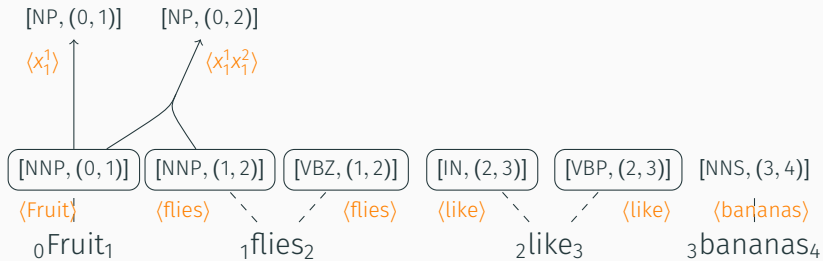 [NP, (0, 1)] [NP, (0, 2)]
⟨x₁¹⟩ ⟨x₁¹x₁²⟩
[NNP, (0, 1)] [NNP, (1, 2)] [VBZ, (1, 2)] [IN, (2, 3)] [VBP, (2, 3)] [NNS, (3, 4)]
⟨Fruit⟩ ⟨flies⟩ ⟨flies⟩ ⟨like⟩ ⟨like⟩ ⟨bananas⟩
₀Fruit₁ ₁flies₂ ₂like₃ ₃bananas₄